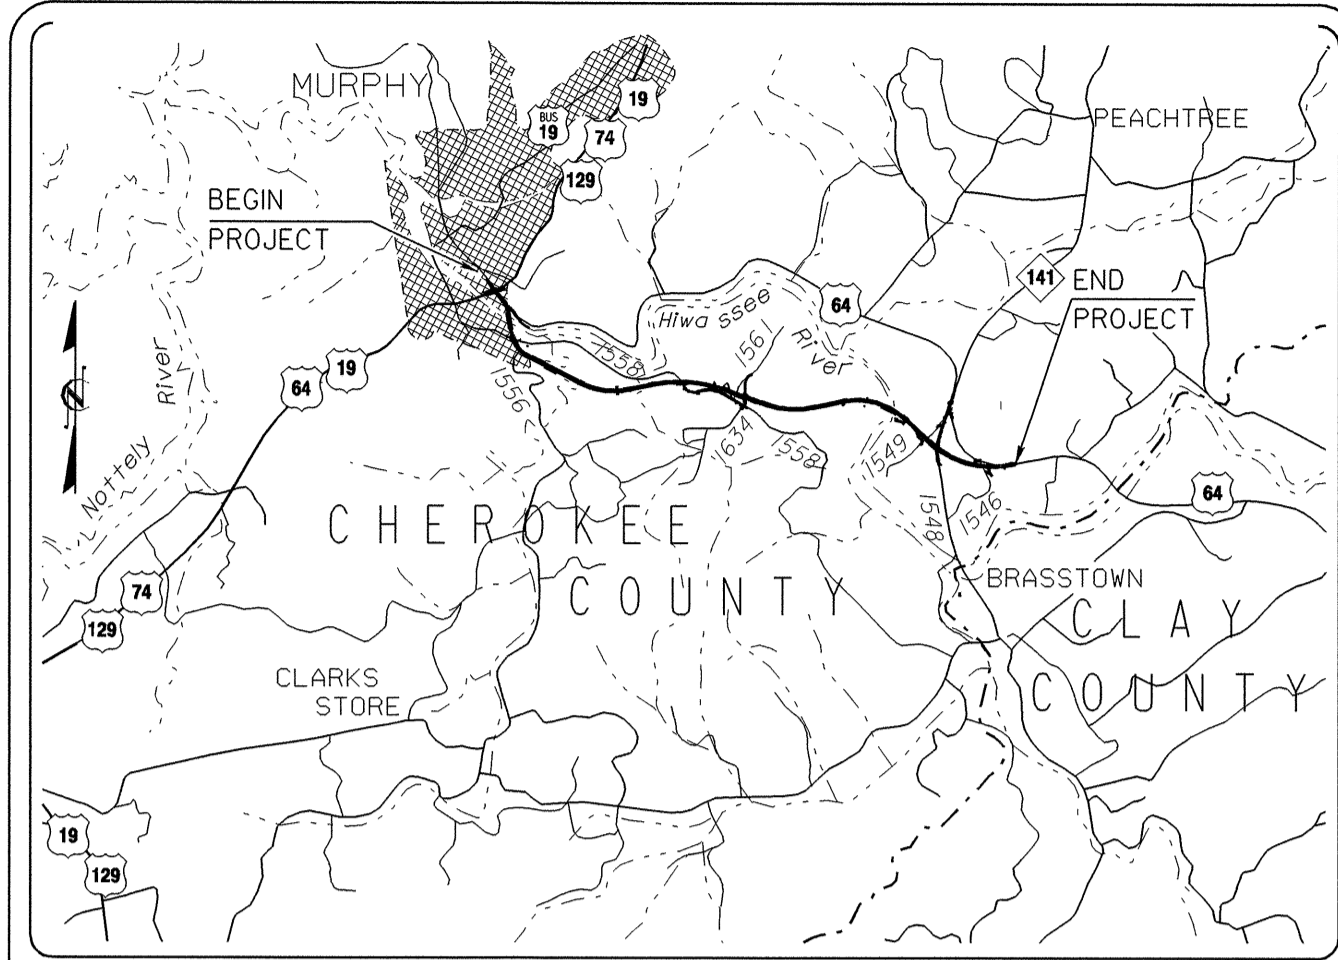 MURPHY
19
BUS
19
74
129
PEACHTREE
BEGIN
PROJECT
141
END
PROJECT
64
Hiwassee
River
1561
1558
River
19
64
1556
1634
1558
1549
64
Nottely
1548
1546
CHEROKEE
COUNTY
BRASSTOWN
CLAY
COUNTY
74
129
CLARKS
STORE
19
129
N